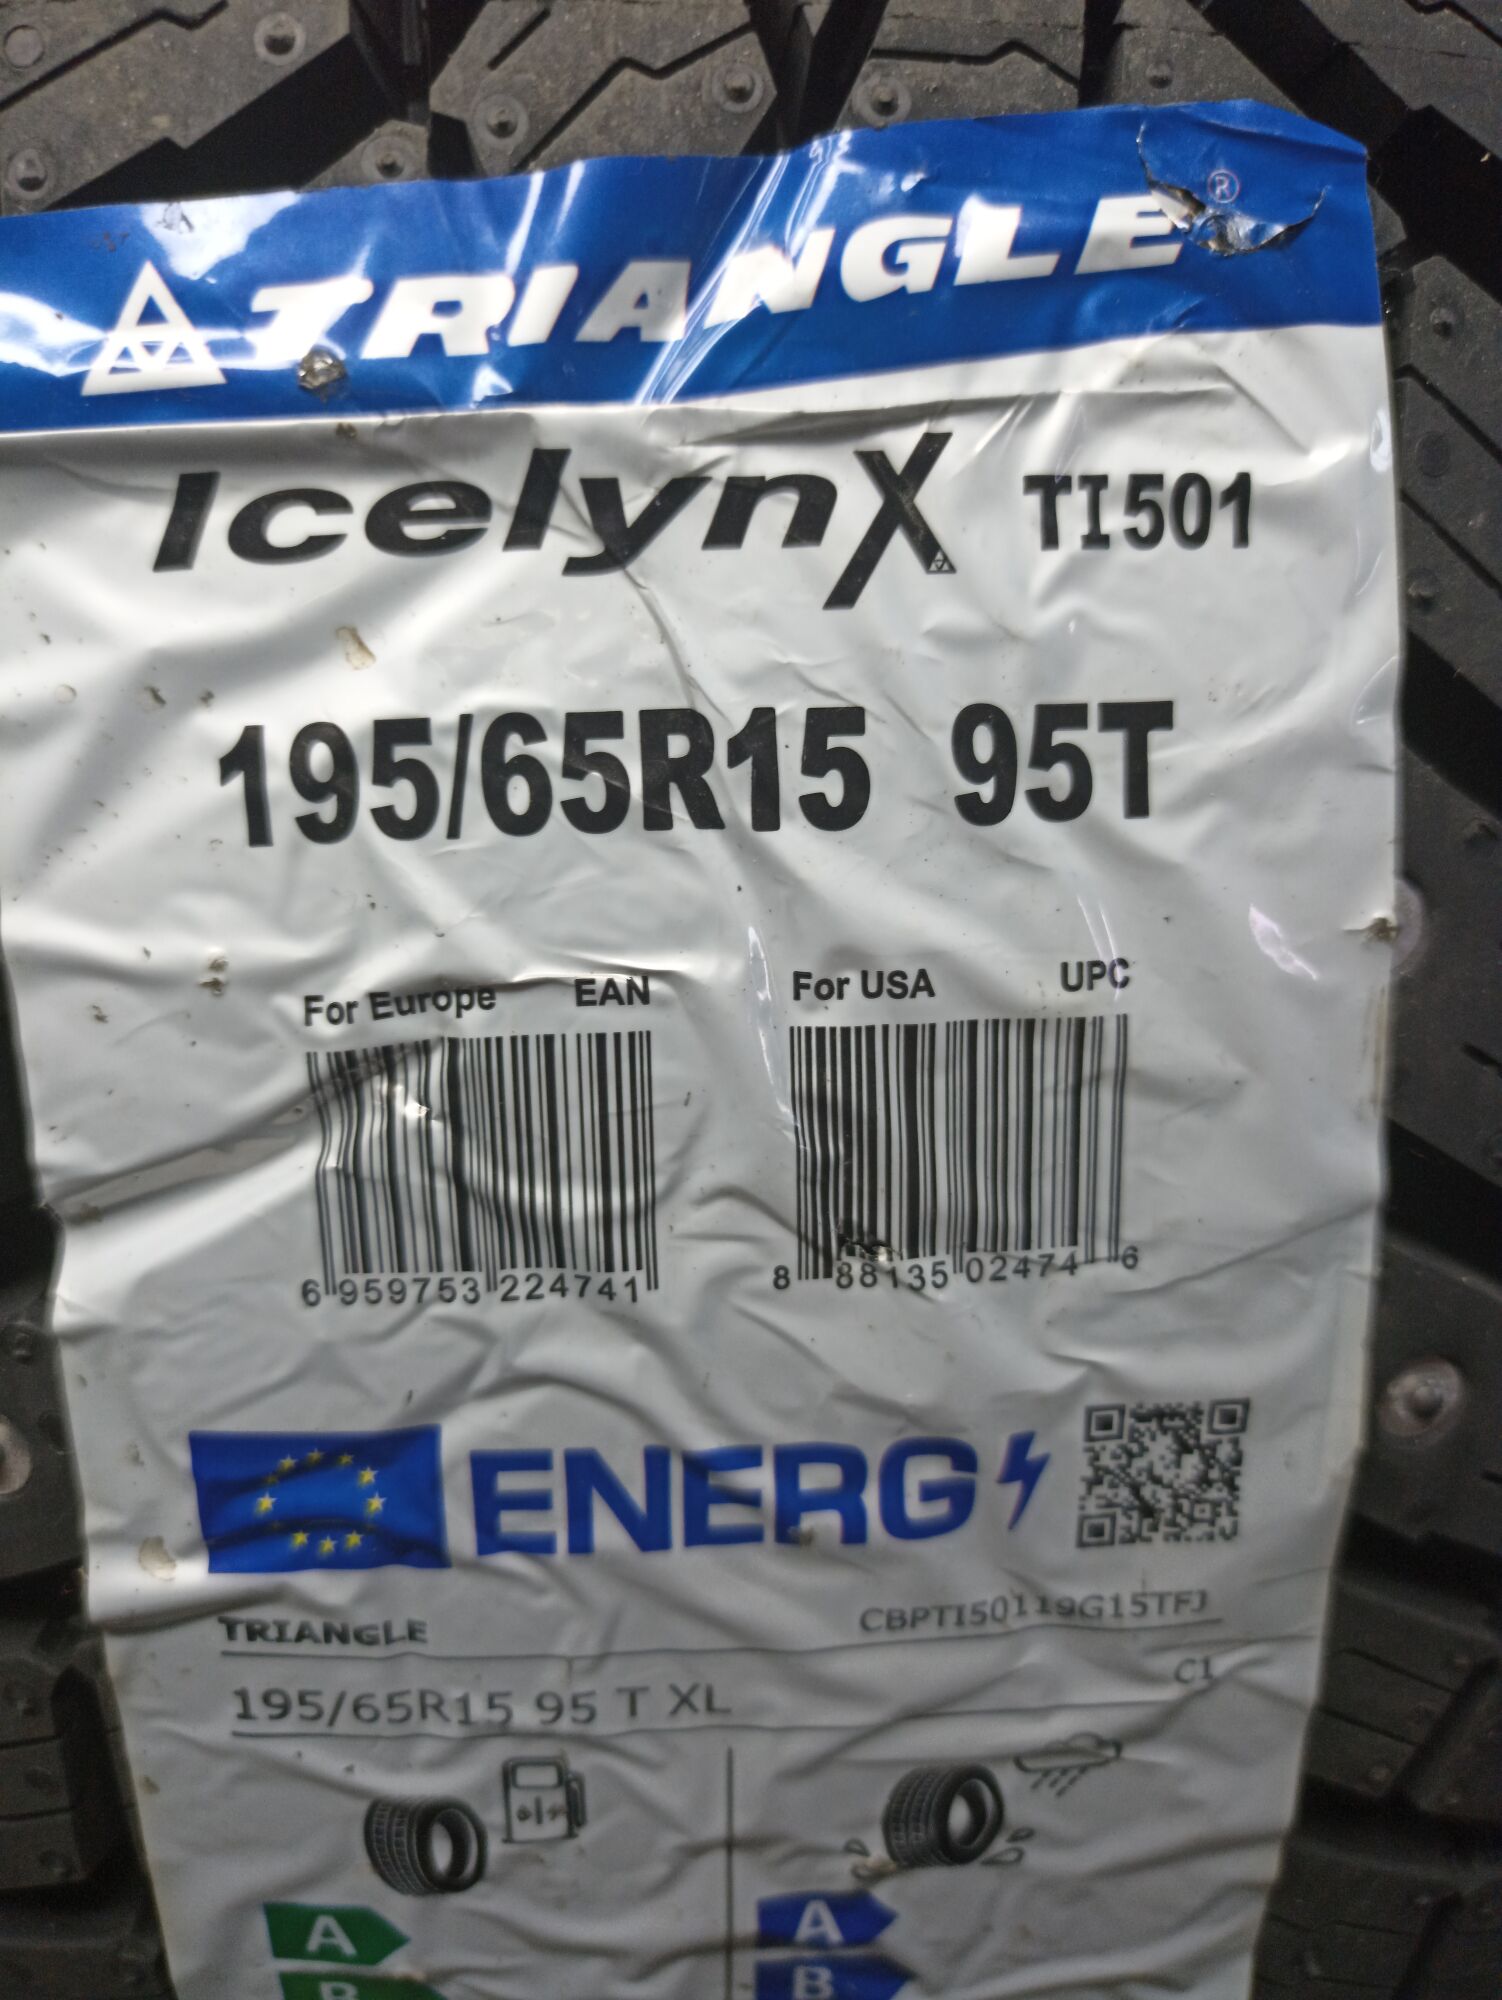 TRIANGLE®
IcelynX TI501
195/65R15 95T
For Europe EAN
For USA UPC
6 959753 224741
8 88135 02474 6
ENERG
TRIANGLE
CBPTI50119G15TFJ
195/65R15 95 T XL
C1
A
A
B
B